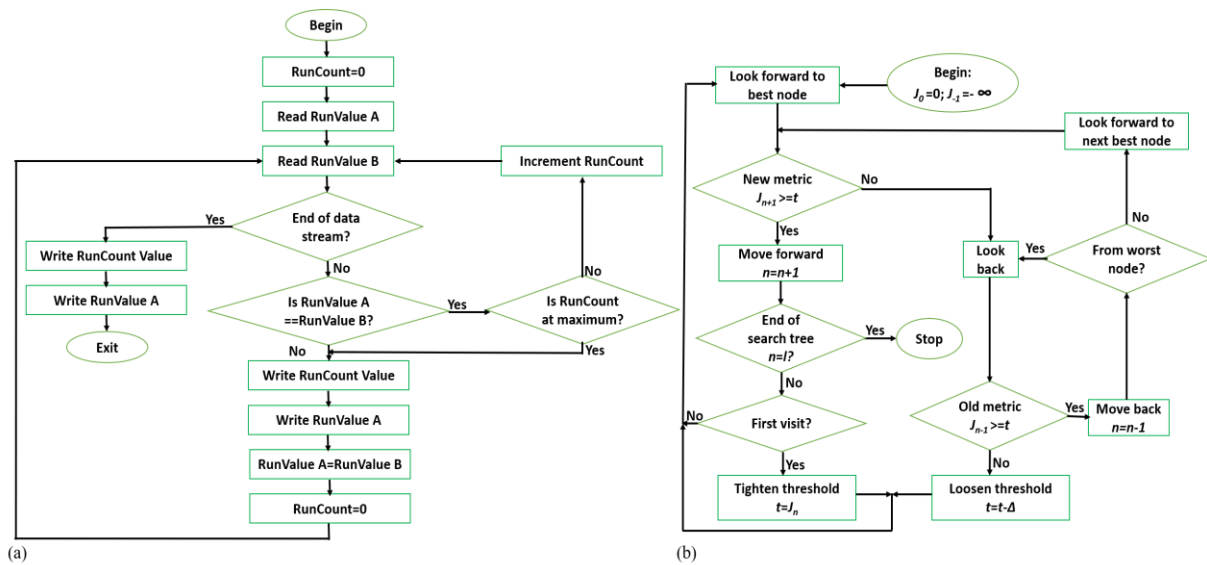 Begin
RunCount=0
Read RunValue A
Read RunValue B
Increment RunCount
End of data
stream?
Yes
No
Write RunCount Value
Write RunValue A
Exit
Is RunValue A
==RunValue B?
Yes
No
Is RunCount
at maximum?
No
Yes
Write RunCount Value
Write RunValue A
RunValue A=RunValue B
RunCount=0
(a)
Look forward to
best node
Begin:
J0=0; J-1=- ∞
Look forward to
next best node
New metric
Jn+1>=t
No
Yes
Move forward
n=n+1
Look
back
Yes
No
From worst
node?
End of
search tree
n=l?
Yes
Stop
No
First visit?
No
Yes
Old metric
Jn-1>=t
Yes
Move back
n=n-1
No
Tighten threshold
t=Jn
Loosen threshold
t=t-Δ
(b)